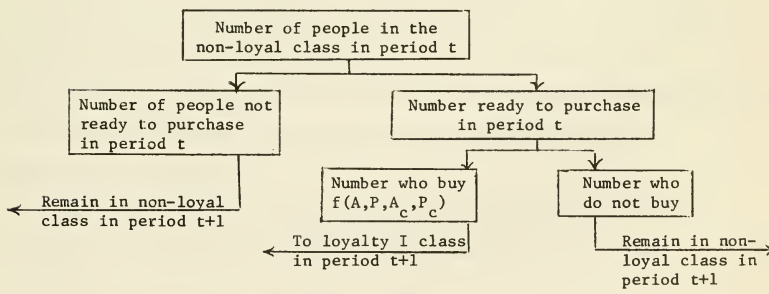 Number of people in the
non-loyal class in period t
Number of people not
ready to purchase
in period t
Number ready to purchase
in period t
Number who buy
f(A,P,A_c,P_c)
Number who
do not buy
Remain in non-loyal
class in period t+1
To loyalty I class
in period t+1
Remain in non-
loyal class in
period t+1